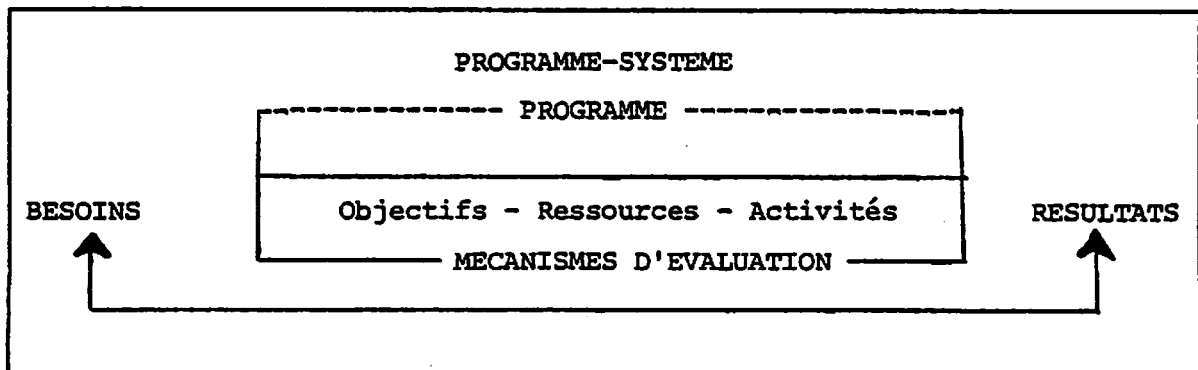 PROGRAMME-SYSTEME
PROGRAMME
BESOINS
Objectifs - Ressources - Activités
RESULTATS
MECANISMES D'EVALUATION